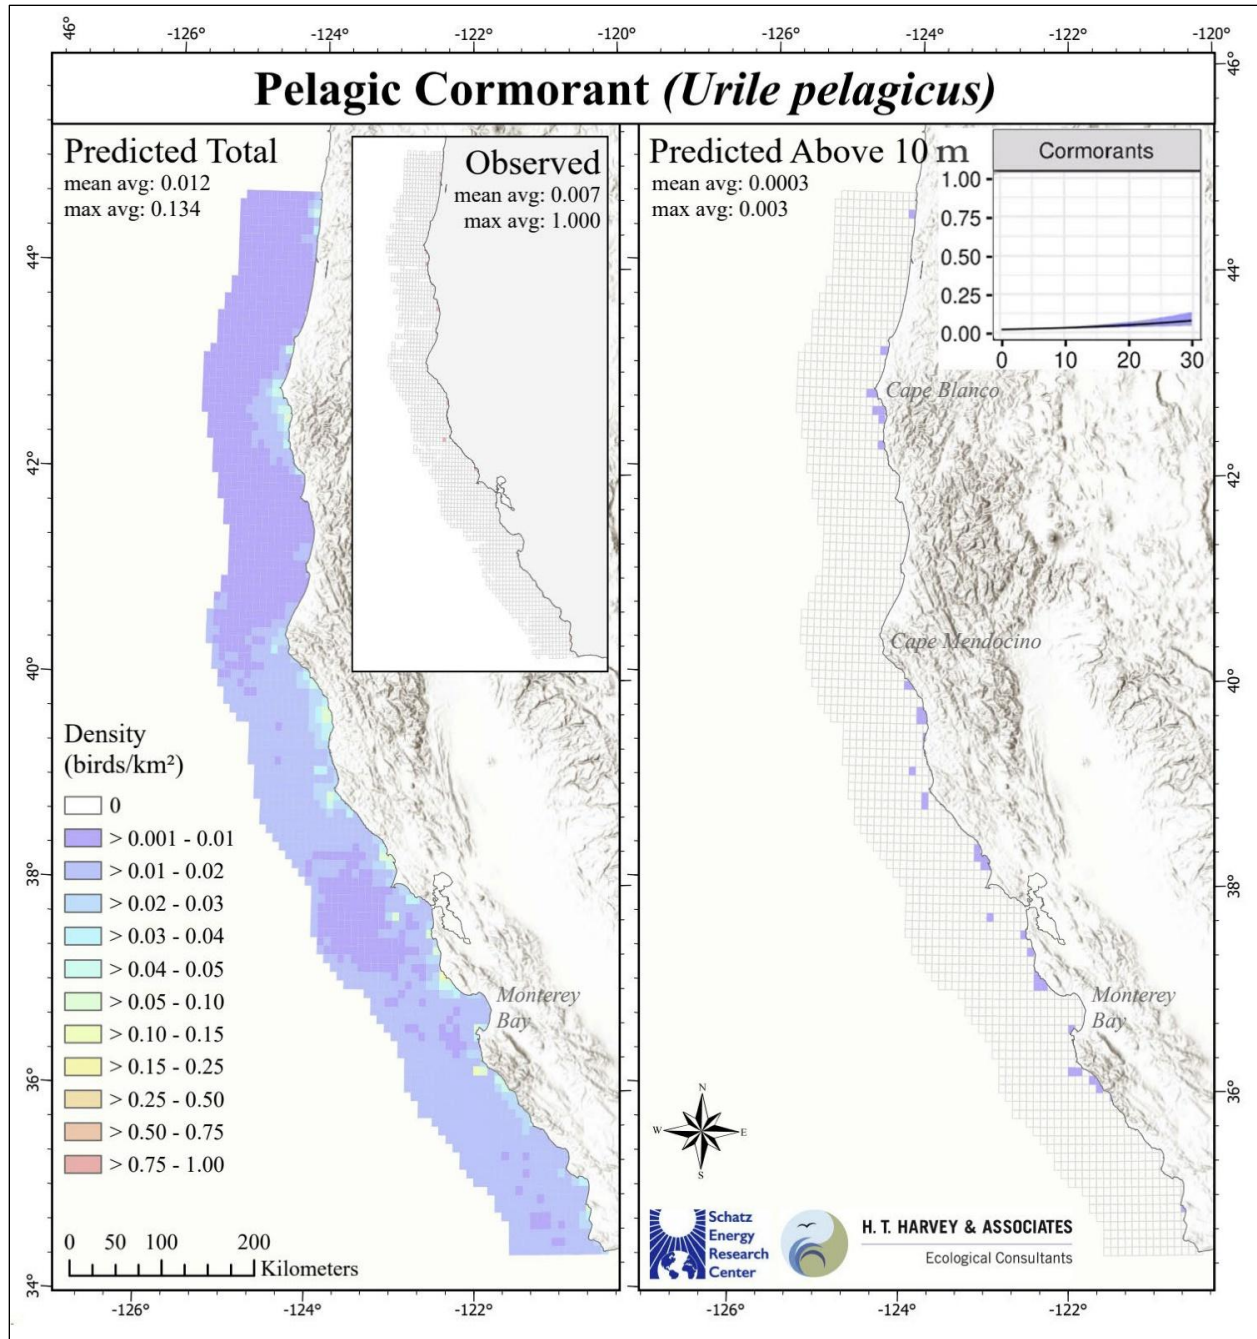 46°
-126°
-124°
-122°
-120°
-126°
-124°
-122°
-120°
46°
Pelagic Cormorant (Urile pelagicus)
Predicted Total
mean avg: 0.012
max avg: 0.134
Observed
mean avg: 0.007
max avg: 1.000
Predicted Above 10 m
mean avg: 0.0003
max avg: 0.003
Cormorants
1.00
0.75
0.50
0.25
0.00
0
10
20
30
44°
42°
40°
38°
36°
34°
44°
42°
40°
38°
36°
Cape Blanco
Cape Mendocino
Monterey
Bay
Monterey
Bay
Density
(birds/km²)
0
> 0.001 - 0.01
> 0.01 - 0.02
> 0.02 - 0.03
> 0.03 - 0.04
> 0.04 - 0.05
> 0.05 - 0.10
> 0.10 - 0.15
> 0.15 - 0.25
> 0.25 - 0.50
> 0.50 - 0.75
> 0.75 - 1.00
0 50 100 200
Kilometers
N
W
E
S
Schatz
Energy
Research
Center
H. T. HARVEY & ASSOCIATES
Ecological Consultants
-126°
-124°
-122°
-126°
-124°
-122°